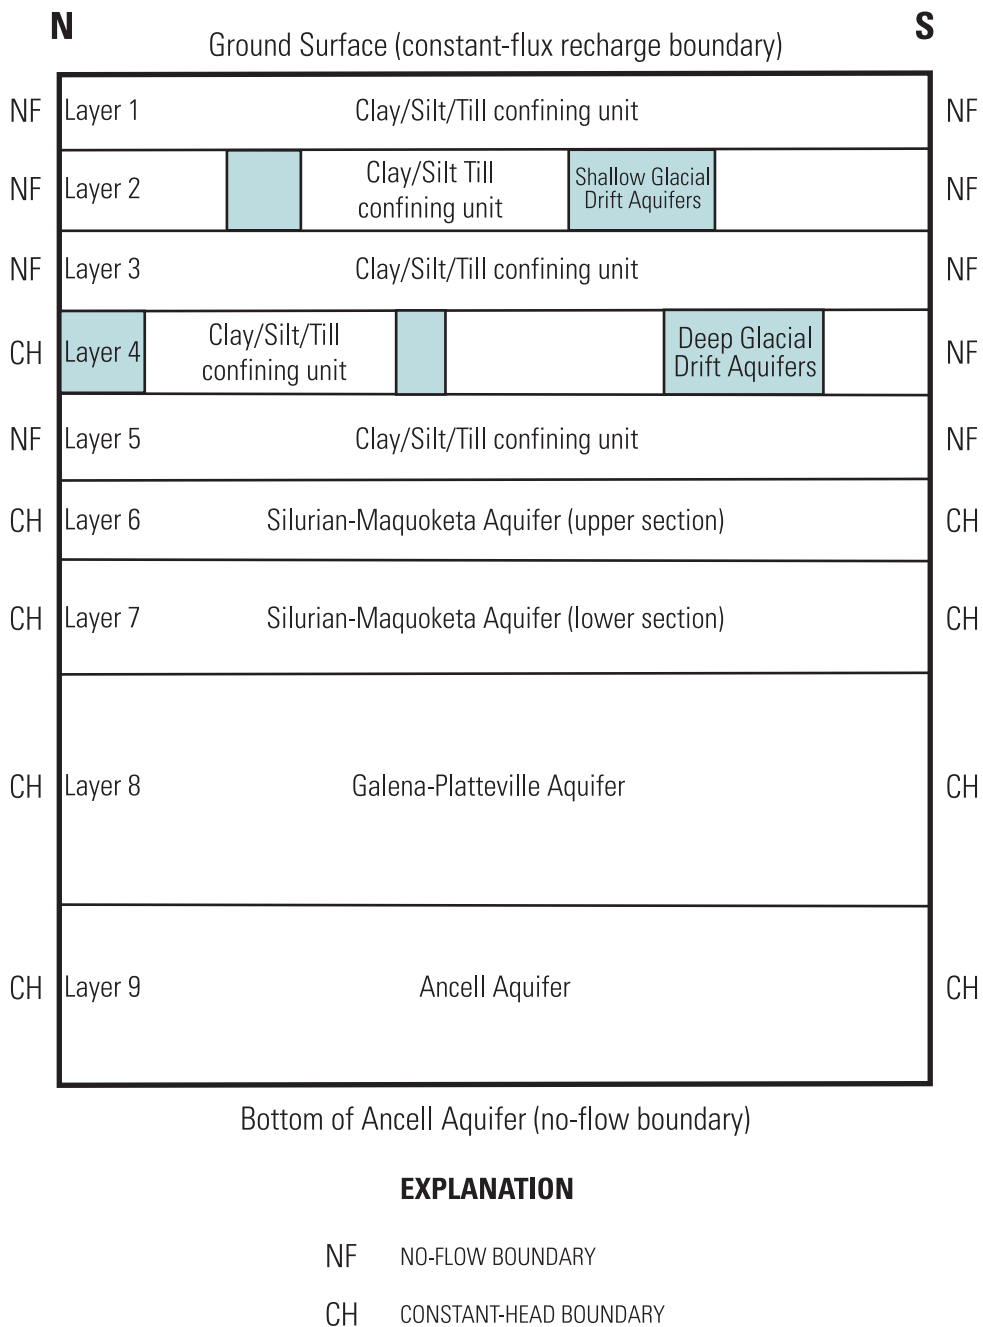 N S
Ground Surface (constant-flux recharge boundary)
NF Layer 1 Clay/Silt/Till confining unit NF
NF Layer 2 Clay/Silt Till confining unit Shallow Glacial Drift Aquifers NF
NF Layer 3 Clay/Silt/Till confining unit NF
CH Layer 4 Clay/Silt/Till confining unit Deep Glacial Drift Aquifers NF
NF Layer 5 Clay/Silt/Till confining unit NF
CH Layer 6 Silurian-Maquoketa Aquifer (upper section) CH
CH Layer 7 Silurian-Maquoketa Aquifer (lower section) CH
CH Layer 8 Galena-Platteville Aquifer CH
CH Layer 9 Ancell Aquifer CH
Bottom of Ancell Aquifer (no-flow boundary)
EXPLANATION
NF NO-FLOW BOUNDARY
CH CONSTANT-HEAD BOUNDARY